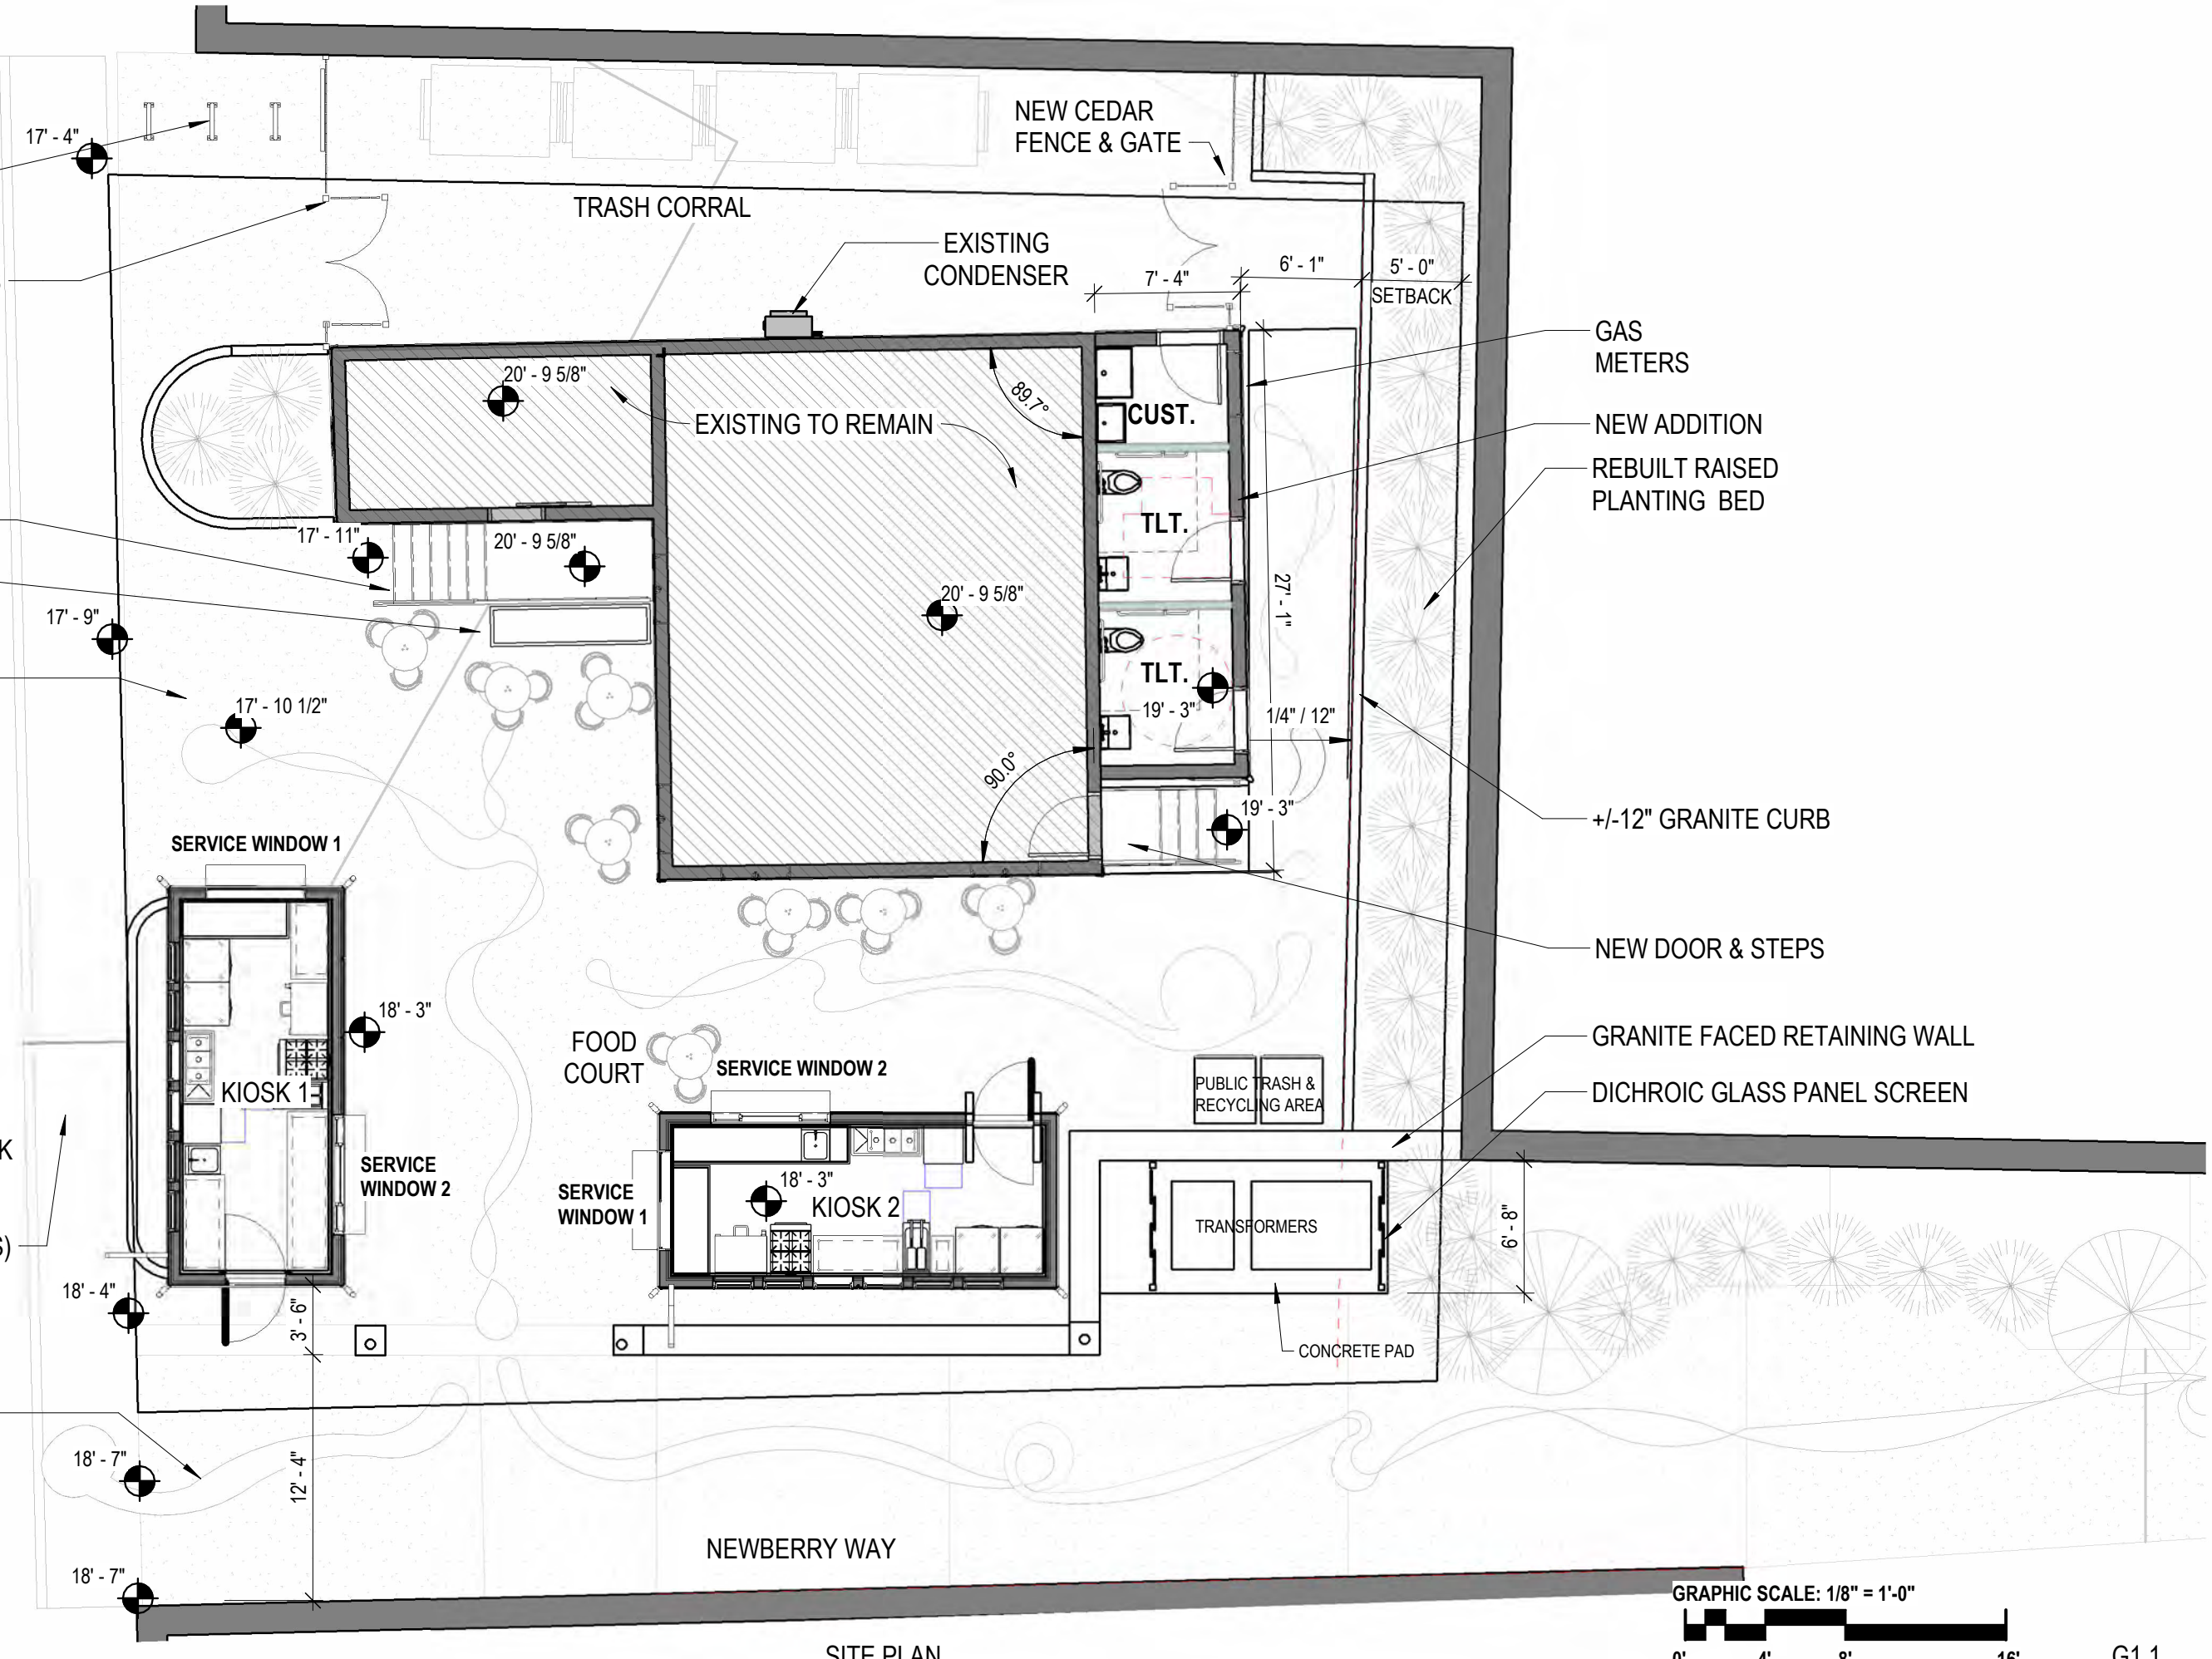 17' - 4"
NEW CEDAR
FENCE & GATE
TRASH CORRAL
EXISTING
CONDENSER
7' - 4"
6' - 1"
5' - 0"
SETBACK
GAS
METERS
20' - 9 5/8"
EXISTING TO REMAIN
89.7°
CUST.
NEW ADDITION
REBUILT RAISED
PLANTING BED
17' - 11"
20' - 9 5/8"
TLT.
20' - 9 5/8"
27' - 1"
17' - 9"
TLT.
17' - 10 1/2"
19' - 3"
1/4" / 12"
90.0°
19' - 3"
+/-12" GRANITE CURB
SERVICE WINDOW 1
NEW DOOR & STEPS
18' - 3"
FOOD
COURT
SERVICE WINDOW 2
GRANITE FACED RETAINING WALL
PUBLIC TRASH &
RECYCLING AREA
DICHROIC GLASS PANEL SCREEN
KIOSK 1
K
SERVICE
WINDOW 2
SERVICE
WINDOW 1
18' - 3"
KIOSK 2
TRANSFORMERS
6' - 8"
S)
18' - 4"
3' - 6"
CONCRETE PAD
18' - 7"
12' - 4"
NEWBERRY WAY
18' - 7"
GRAPHIC SCALE: 1/8" = 1'-0"
0' 4' 8' 16'
SITE PLAN
G1.1